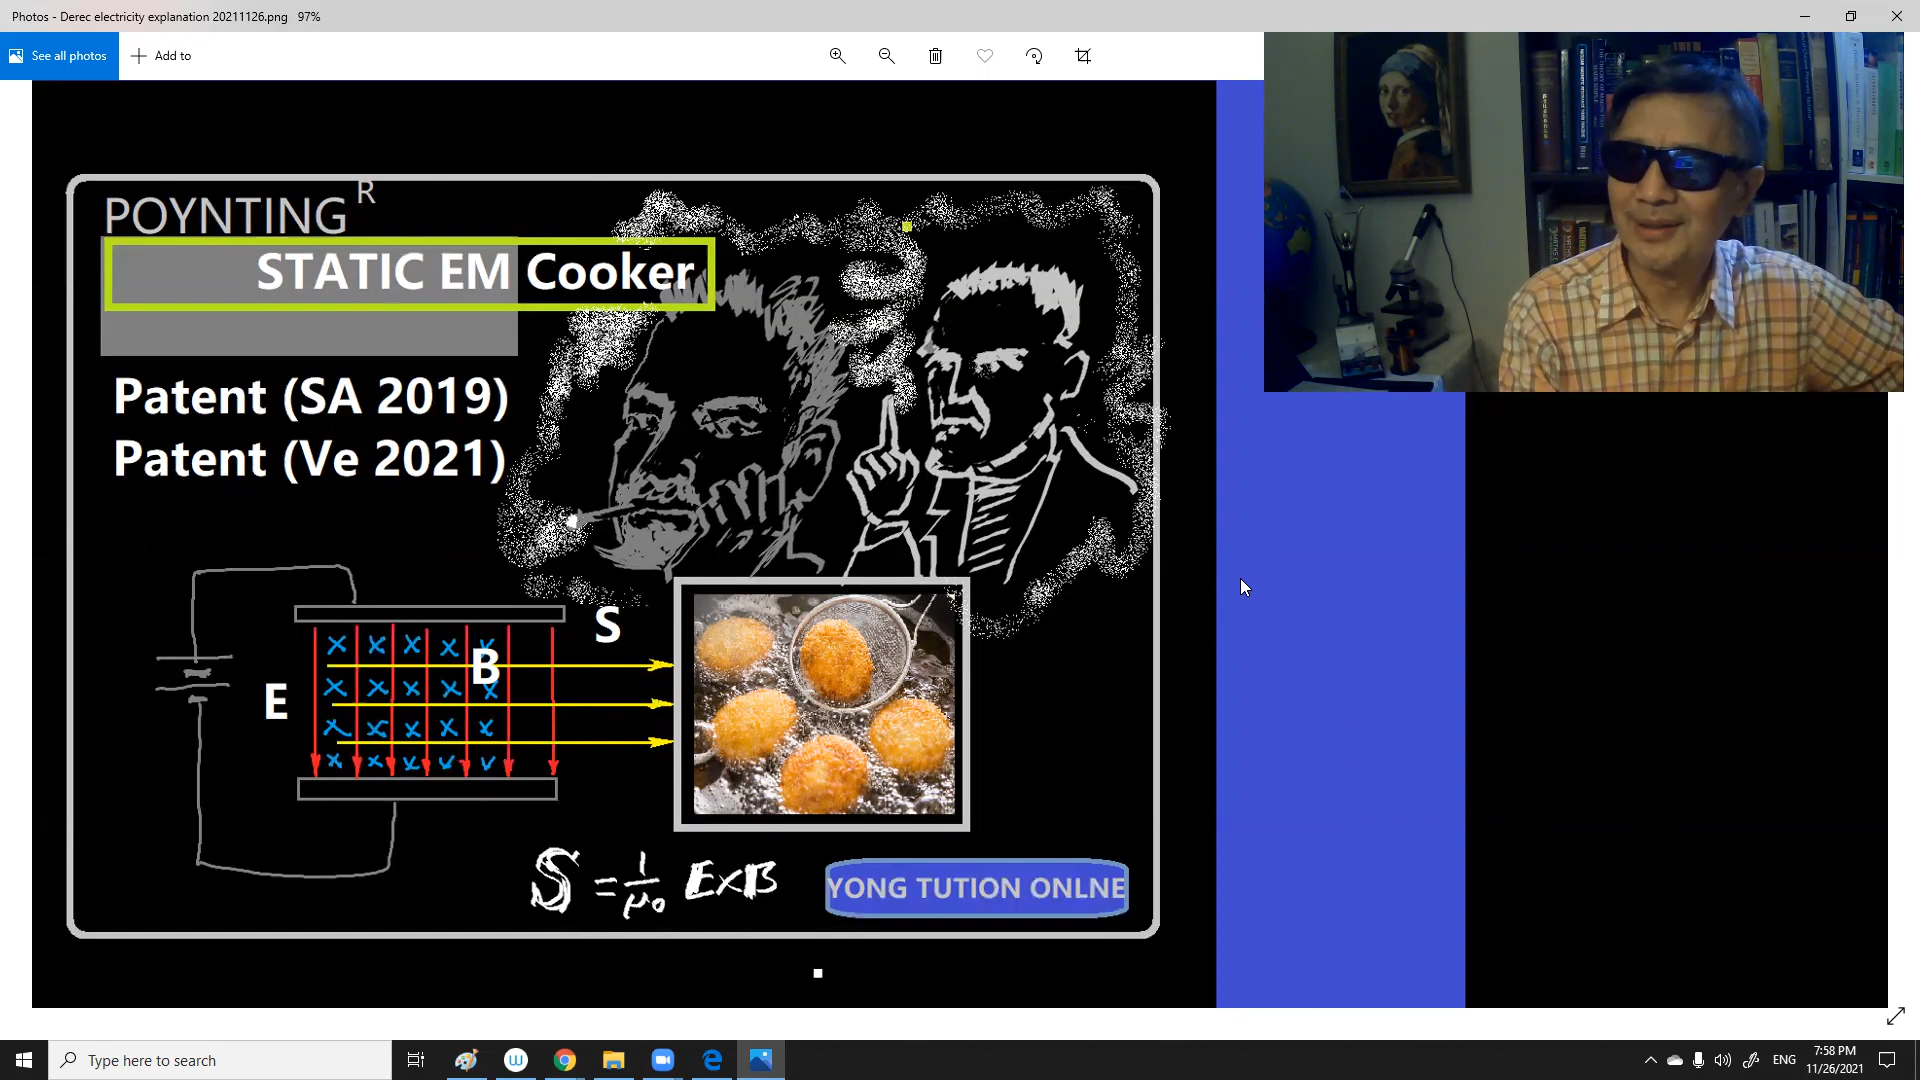 Photos - Derec electricity explanation 20211126.png 97%
See all photos
Add to
POYNTING R
STATIC EM Cooker
Patent (SA 2019)
Patent (Ve 2021)
S
B
E
S = 1/μ₀ E×B
YONG TUTION ONLNE
Type here to search
ENG
7:58 PM
11/26/2021